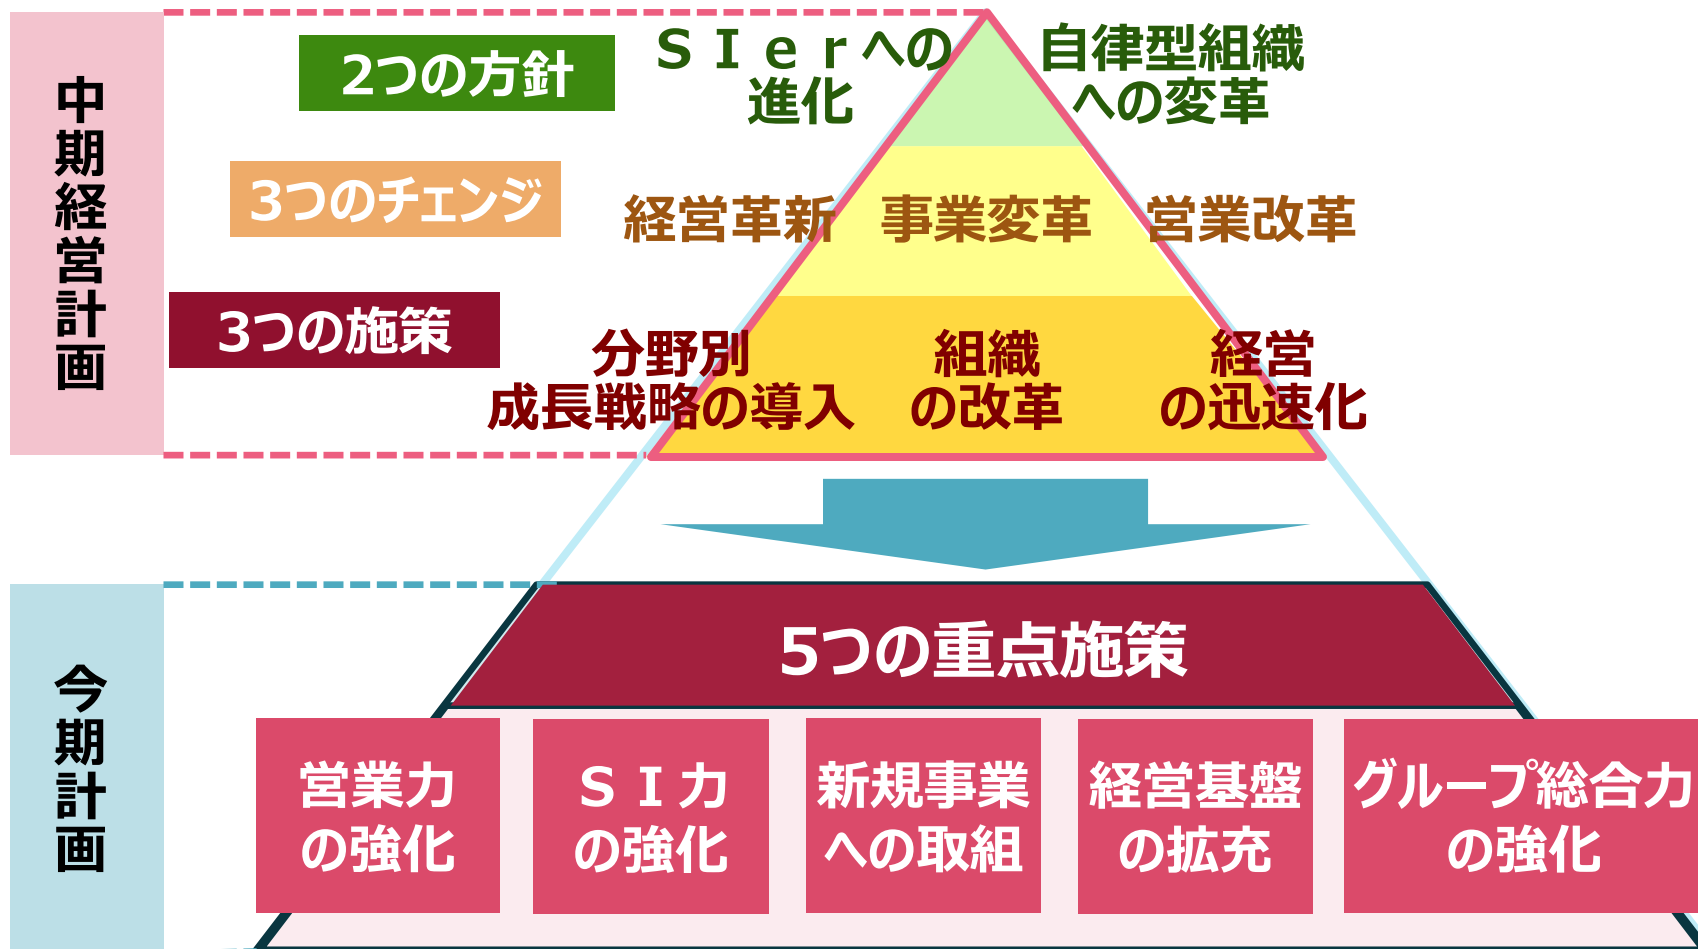 中期経営計画
2つの方針
ＳＩｅｒへの
進化
自律型組織
への変革
3つのチェンジ
経営革新
事業変革
営業改革
3つの施策
分野別
成長戦略の導入
組織
の改革
経営
の迅速化
今期計画
5つの重点施策
営業力
の強化
ＳＩ力
の強化
新規事業
への取組
経営基盤
の拡充
グループ総合力
の強化